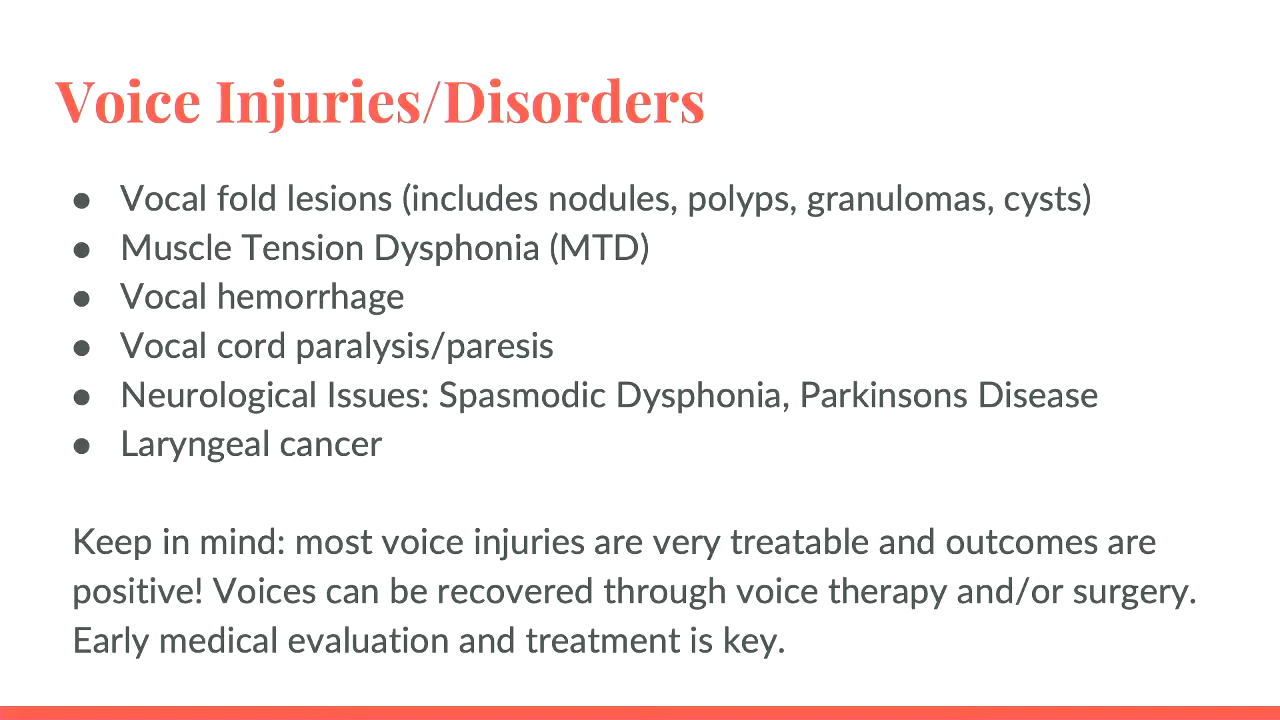 Voice Injuries/Disorders
● Vocal fold lesions (includes nodules, polyps, granulomas, cysts)
● Muscle Tension Dysphonia (MTD)
● Vocal hemorrhage
● Vocal cord paralysis/paresis
● Neurological Issues: Spasmodic Dysphonia, Parkinsons Disease
● Laryngeal cancer
Keep in mind: most voice injuries are very treatable and outcomes are
positive! Voices can be recovered through voice therapy and/or surgery.
Early medical evaluation and treatment is key.